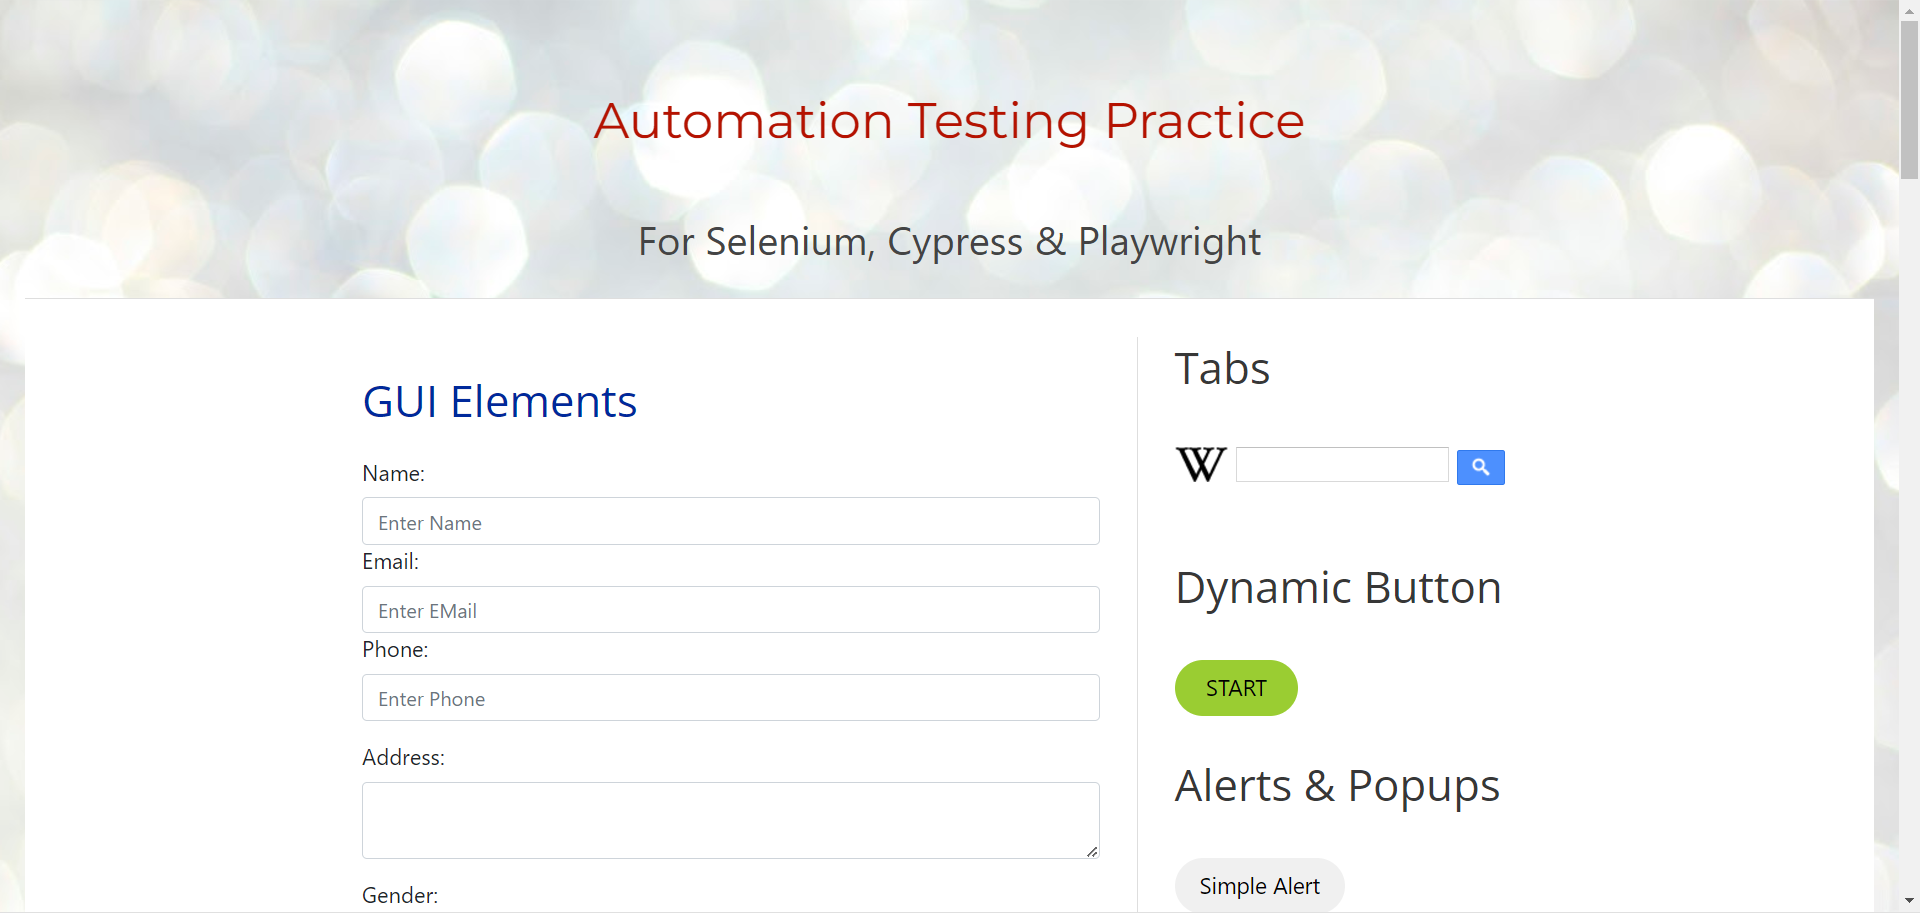 Automation Testing Practice
For Selenium, Cypress & Playwright
GUI Elements
Name:
Enter Name
Email:
Enter EMail
Phone:
Enter Phone
Address:
Gender:
Tabs
W
Dynamic Button
START
Alerts & Popups
Simple Alert